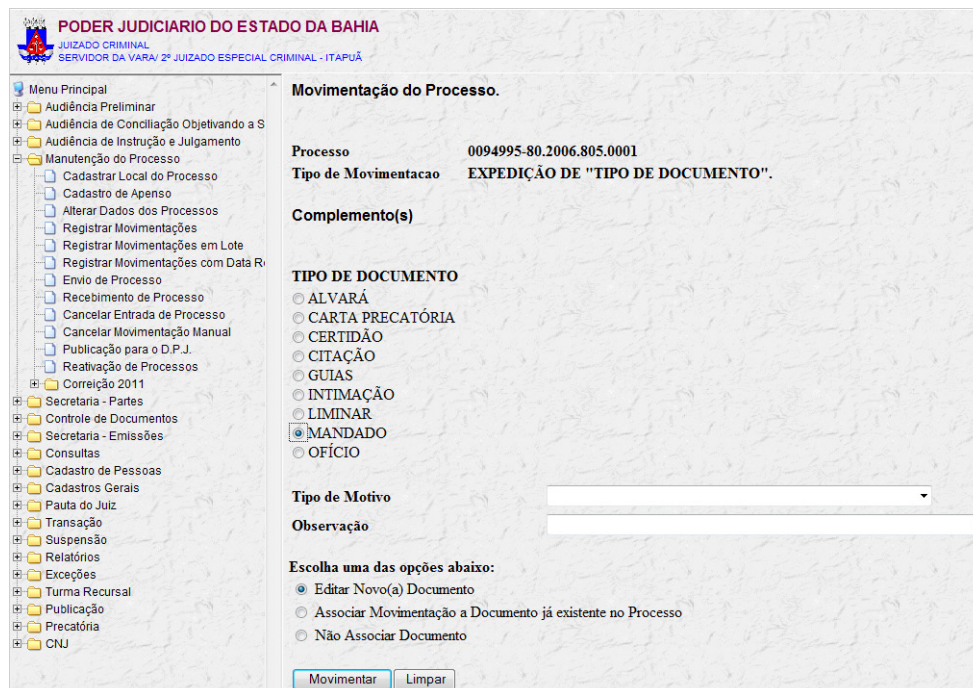 PODER JUDICIARIO DO ESTADO DA BAHIA
JUIZADO CRIMINAL
SERVIDOR DA VARA/ 2º JUIZADO ESPECIAL CRIMINAL - ITAPUÃ
Menu Principal
Audiência Preliminar
Audiência de Conciliação Objetivando a S
Audiência de Instrução e Julgamento
Manutenção do Processo
Cadastrar Local do Processo
Cadastro de Apenso
Alterar Dados dos Processos
Registrar Movimentações
Registrar Movimentações em Lote
Registrar Movimentações com Data R
Envio de Processo
Recebimento de Processo
Cancelar Entrada de Processo
Cancelar Movimentação Manual
Publicação para o D.P.J.
Reativação de Processos
Correição 2011
Secretaria - Partes
Controle de Documentos
Secretaria - Emissões
Consultas
Cadastro de Pessoas
Cadastros Gerais
Pauta do Juiz
Transação
Suspensão
Relatórios
Exceções
Turma Recursal
Publicação
Precatória
CNJ
Movimentação do Processo.
Processo 0094995-80.2006.805.0001
Tipo de Movimentacao EXPEDIÇÃO DE "TIPO DE DOCUMENTO".
Complemento(s)
TIPO DE DOCUMENTO
ALVARÁ
CARTA PRECATÓRIA
CERTIDÃO
CITAÇÃO
GUIAS
INTIMAÇÃO
LIMINAR
MANDADO
OFÍCIO
Tipo de Motivo
Observação
Escolha uma das opções abaixo:
Editar Novo(a) Documento
Associar Movimentação a Documento já existente no Processo
Não Associar Documento
Movimentar Limpar